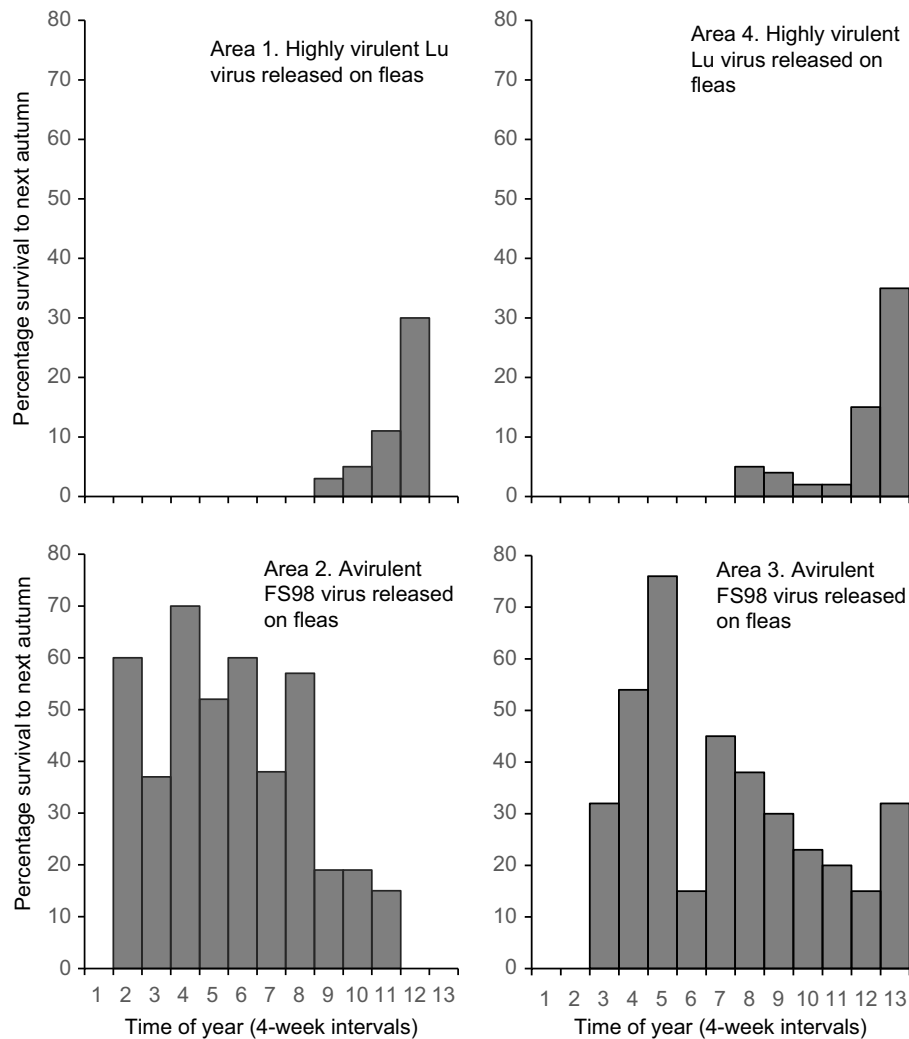 80
70
60
50
40
30
20
10
0
Percentage survival to next autumn
Area 1. Highly virulent Lu
virus released on fleas
80
70
60
50
40
30
20
10
0
Area 4. Highly virulent
Lu virus released on
fleas
80
70
60
50
40
30
20
10
0
Percentage survival to next autumn
Area 2. Avirulent
FS98 virus released
on fleas
1 2 3 4 5 6 7 8 9 10 11 12 13
Time of year (4-week intervals)
80
70
60
50
40
30
20
10
0
Area 3. Avirulent
FS98 virus released
on fleas
1 2 3 4 5 6 7 8 9 10 11 12 13
Time of year (4-week intervals)